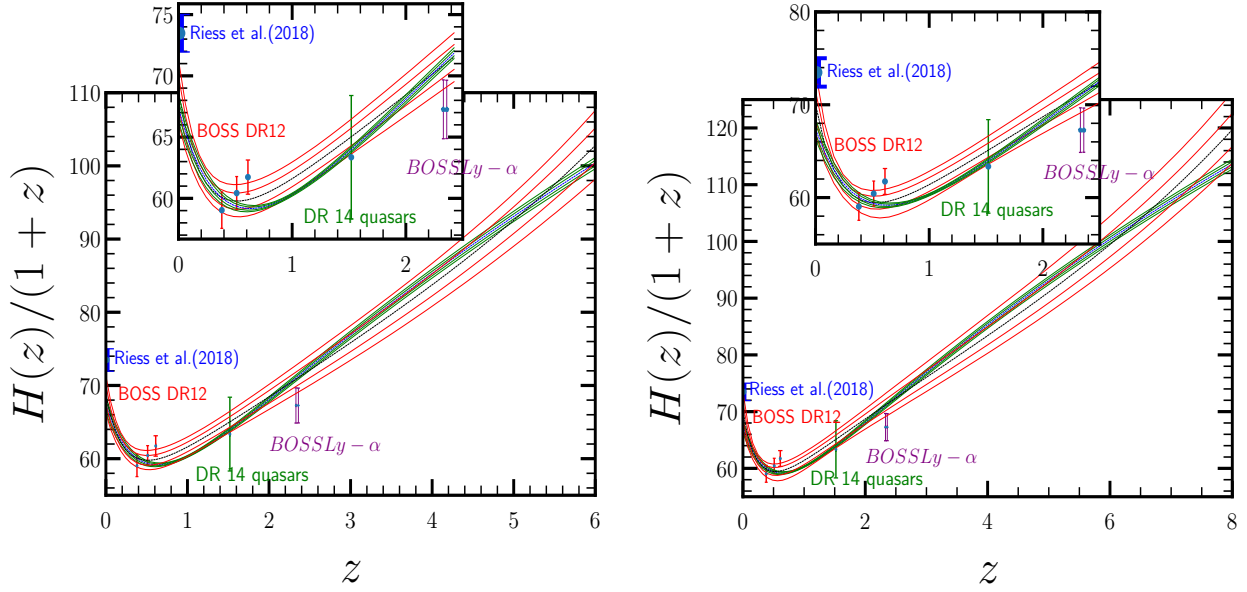 75
70
65
60
0
1
2
Riess et al.(2018)
BOSS DR12
BOSSLy − α
DR 14 quasars
110
100
90
80
70
60
0
1
2
3
4
5
6
Riess et al.(2018)
BOSS DR12
BOSSLy − α
DR 14 quasars
H(z)/(1 + z)
z
80
70
60
0
1
2
Riess et al.(2018)
BOSS DR12
BOSSLy − α
DR 14 quasars
120
110
100
90
80
70
60
0
2
4
6
8
Riess et al.(2018)
BOSS DR12
BOSSLy − α
DR 14 quasars
H(z)/(1 + z)
z